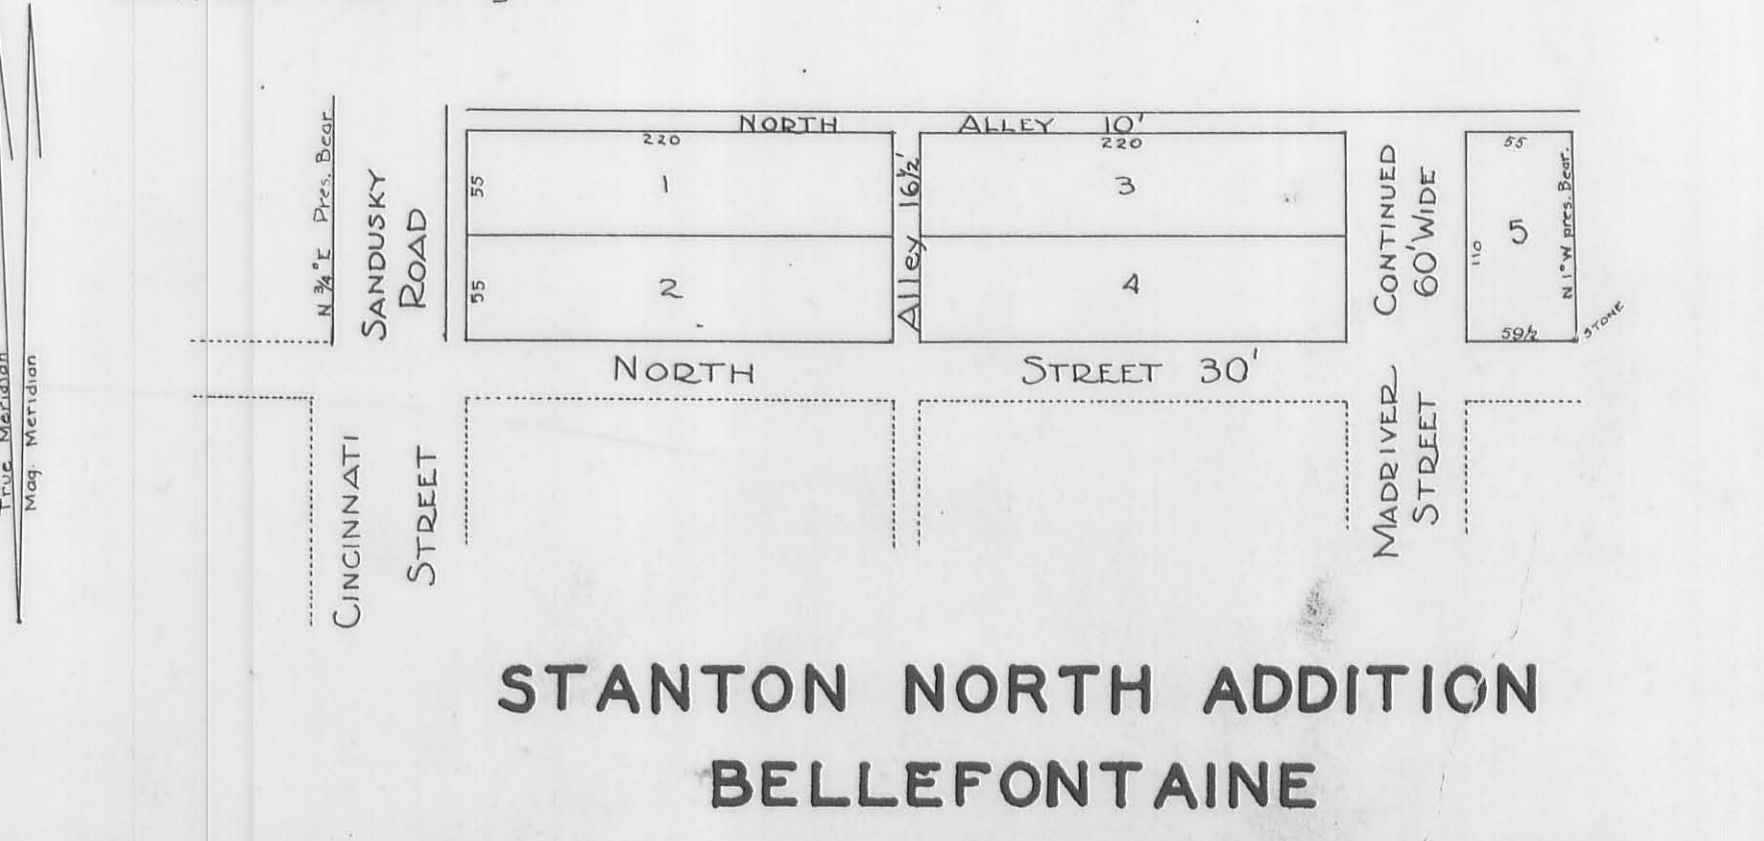 True Meridian
Mag. Meridian
N ¾° E Pres. Bear.
SANDUSKY
ROAD
NORTH ALLEY 10'
220
55
1
55
2
Alley 16½'
220
3
4
CONTINUED
60' WIDE
55
110
5
N 1° W pres. Bear.
59½
STONE
NORTH STREET 30'
CINCINNATI
STREET
MADRIVER
STREET
STANTON NORTH ADDITION
BELLEFONTAINE